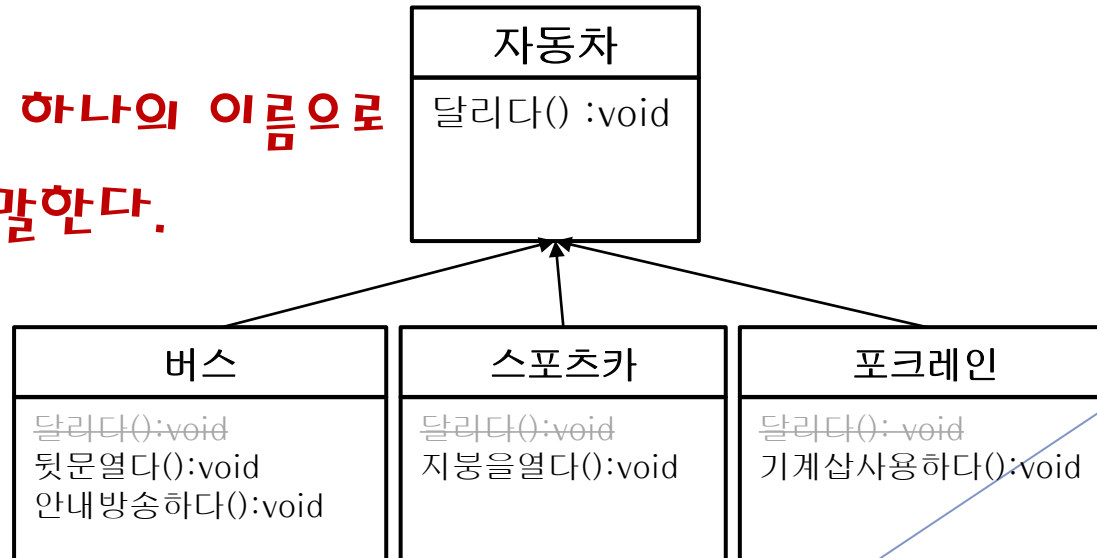 자동차
달리다() :void
하나의 이름으로
말한다.
버스
달리다():void
뒷문열다():void
안내방송하다():void
스포츠카
달리다():void
지붕을열다():void
포크레인
달리다(): void
기계삽사용하다():void